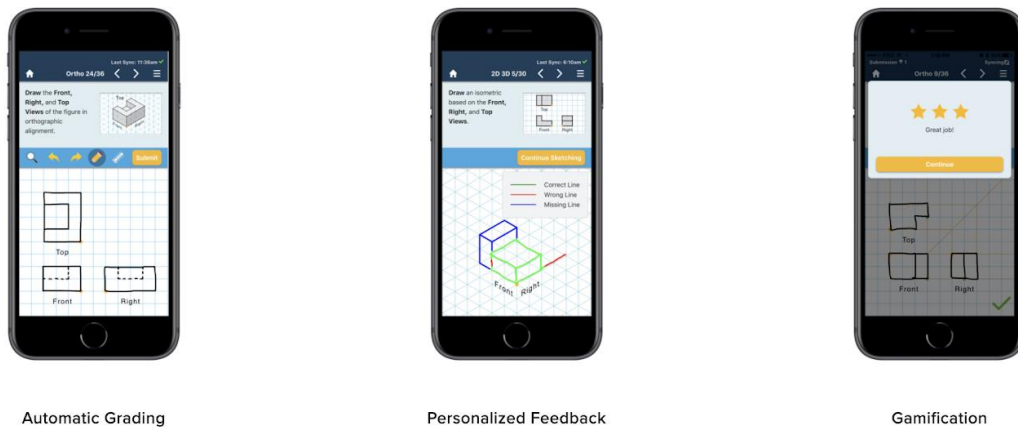 Last Sync: 11:36am
Ortho 24/36
Draw the Front,
Right, and Top
Views of the figure in
orthographic
alignment.
Top
Submit
Top
Front
Right
Automatic Grading
Last Sync: 6:10am
2D 3D 5/30
Draw an isometric
based on the Front,
Right, and Top
Views.
Top
Front Right
Continue Sketching
Correct Line
Wrong Line
Missing Line
Front Right
Personalized Feedback
Submission
Syncing
Ortho 9/36
Great job!
Continue
Top
Front
Right
Gamification